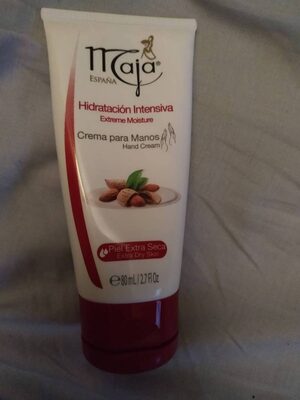 Maja®
ESPAÑA
Hidratación Intensiva
Extreme Moisture
Crema para Manos
Hand Cream
Piel Extra Seca
Extra Dry Skin
℮ 80 mL / 2.7 Fl Oz